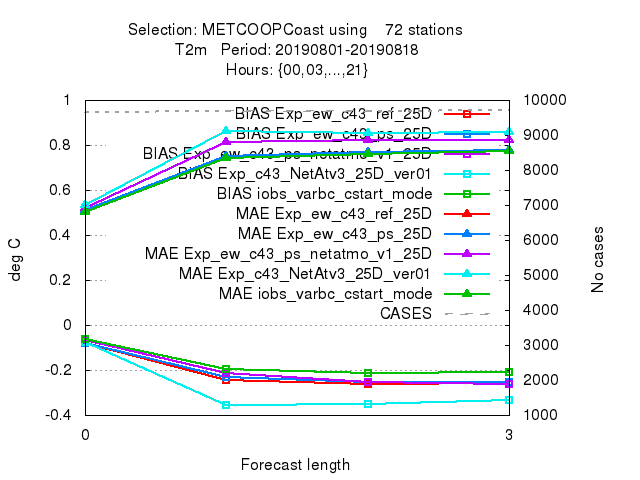 Selection: METCOOPCoast using 72 stations
T2m Period: 20190801-20190818
Hours: {00,03,...,21}
1
0.8
0.6
0.4
0.2
0
-0.2
-0.4
10000
9000
8000
7000
6000
5000
4000
3000
2000
1000
deg C
No cases
BIAS Exp_ew_c43_ref_25D
BIAS Exp_ew_c43_ps_25D
BIAS Exp_ew_c43_ps_netatmo_v1_25D
BIAS Exp_c43_NetAtv3_25D_ver01
BIAS iobs_varbc_cstart_mode
MAE Exp_ew_c43_ref_25D
MAE Exp_ew_c43_ps_25D
MAE Exp_ew_c43_ps_netatmo_v1_25D
MAE Exp_c43_NetAtv3_25D_ver01
MAE iobs_varbc_cstart_mode
CASES
0
3
Forecast length